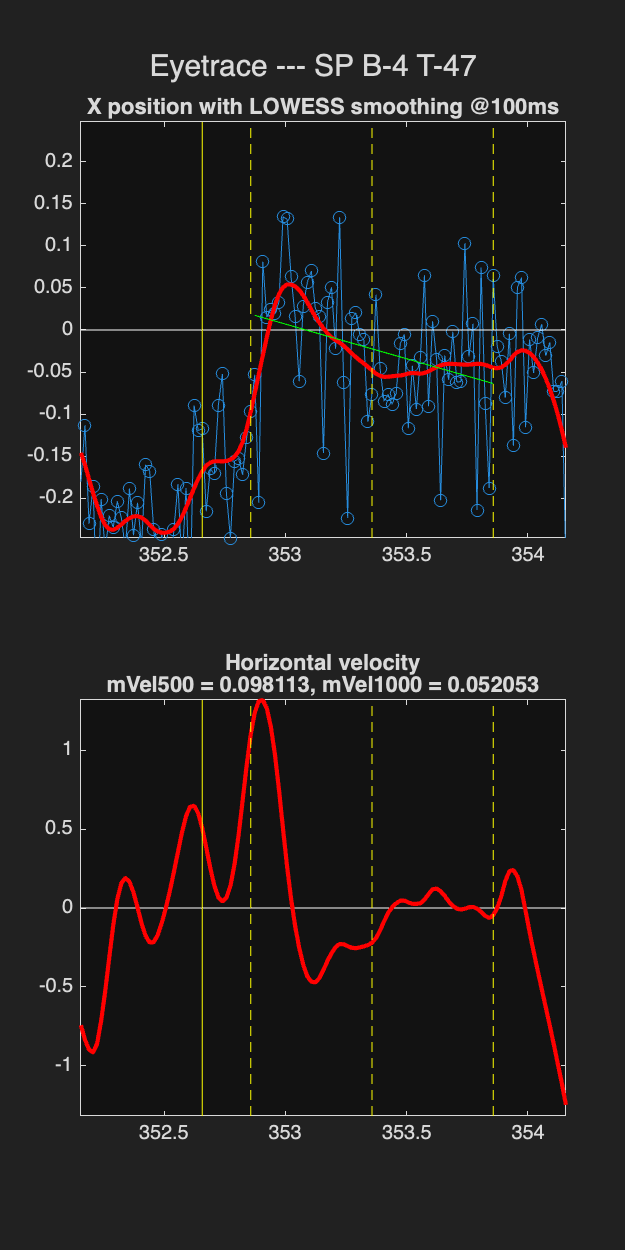 Eyetrace --- SP B-4 T-47
X position with LOWESS smoothing @100ms
0.2
0.15
0.1
0.05
0
-0.05
-0.1
-0.15
-0.2
352.5 353 353.5 354
Horizontal velocity
mVel500 = 0.098113, mVel1000 = 0.052053
1
0.5
0
-0.5
-1
352.5 353 353.5 354